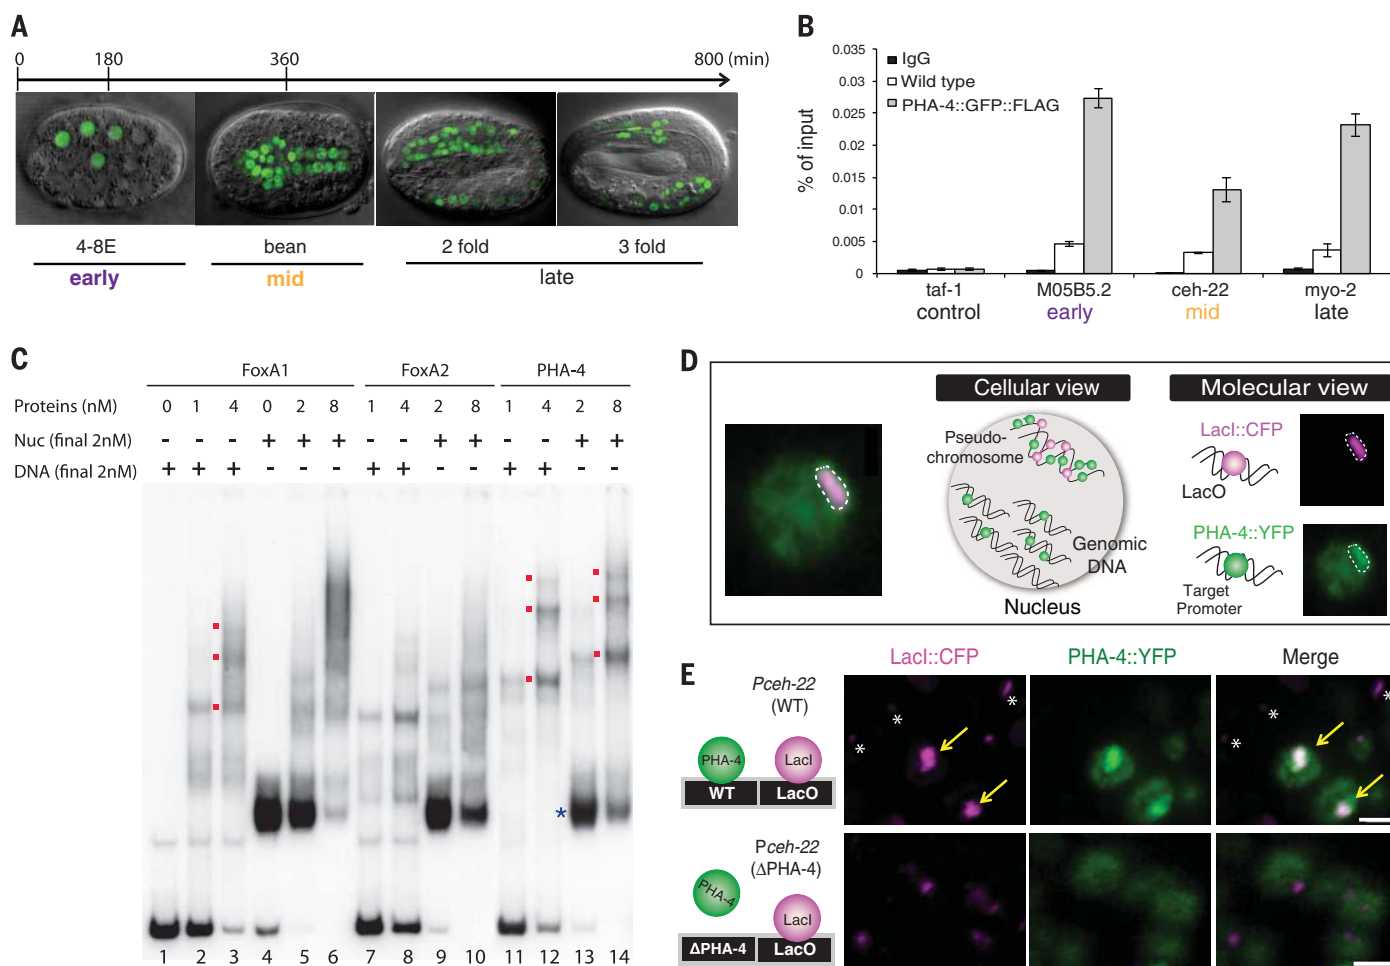 A
0 180 360 800 (min)
4-8E bean 2 fold 3 fold
early mid late
B
0.035
0.03
0.025
0.02
0.015
0.01
0.005
0
% of input
IgG
Wild type
PHA-4::GFP::FLAG
taf-1 M05B5.2 ceh-22 myo-2
control early mid late
C
FoxA1 FoxA2 PHA-4
Proteins (nM) 0 1 4 0 2 8 1 4 2 8 1 4 2 8
Nuc (final 2nM) - - - + + + - - + + - - + +
DNA (final 2nM) + + + - - - + + - - + + - -
*
1 2 3 4 5 6 7 8 9 10 11 12 13 14
D
Cellular view
Pseudo-
chromosome
Genomic
DNA
Nucleus
Molecular view
LacI::CFP
LacO
PHA-4::YFP
Target
Promoter
E
LacI::CFP PHA-4::YFP Merge
Pceh-22
(WT)
PHA-4 LacI
WT LacO
* * *
* * *
Pceh-22
(ΔPHA-4)
PHA-4
LacI
ΔPHA-4 LacO